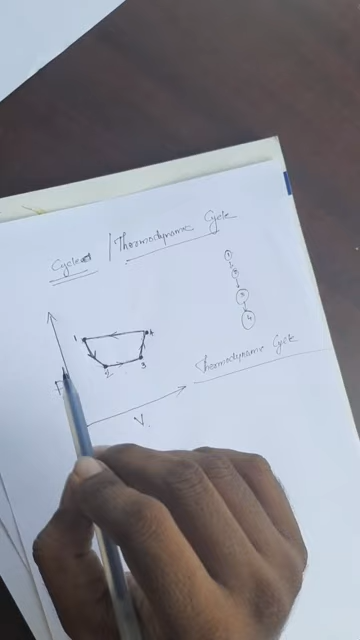 Cycle / Thermodynamic Cycle
1
2
3
4
1 4
2 3
Thermodynamic Cycle
P
V.